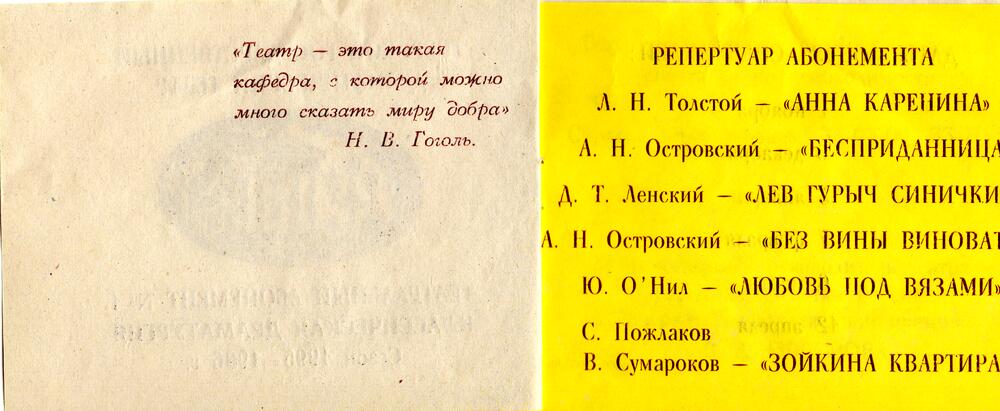 «Театр — это такая
кафедра, с которой можно
много сказать миру добра»
Н. В. Гоголь.
РЕПЕРТУАР АБОНЕМЕНТА
Л. Н. Толстой — «АННА КАРЕНИНА»
А. Н. Островский — «БЕСПРИДАННИЦА
Д. Т. Ленский — «ЛЕВ ГУРЫЧ СИНИЧКИ
А. Н. Островский — «БЕЗ ВИНЫ ВИНОВАТ
Ю. О'Нил — «ЛЮБОВЬ ПОД ВЯЗАМИ»
С. Пожлаков
В. Сумароков — «ЗОЙКИНА КВАРТИРА